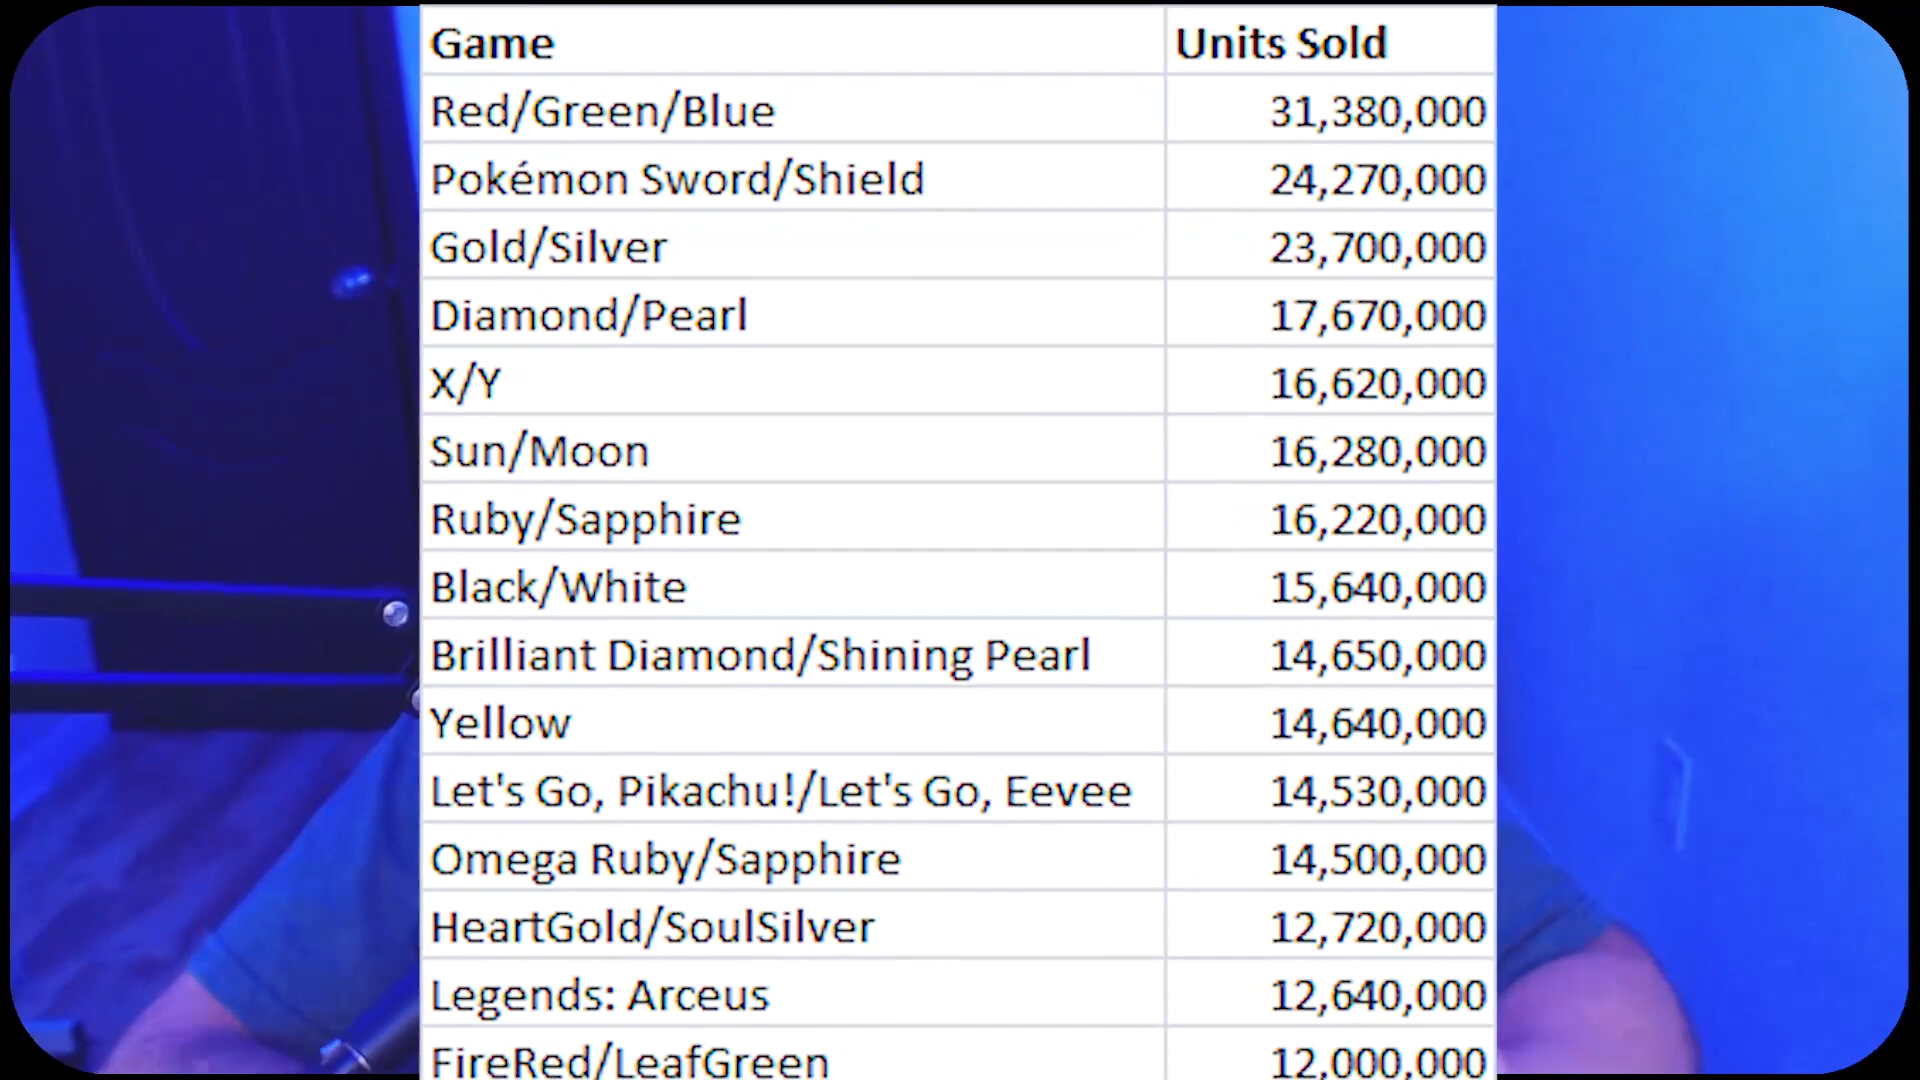 Game Units Sold
Red/Green/Blue 31,380,000
Pokémon Sword/Shield 24,270,000
Gold/Silver 23,700,000
Diamond/Pearl 17,670,000
X/Y 16,620,000
Sun/Moon 16,280,000
Ruby/Sapphire 16,220,000
Black/White 15,640,000
Brilliant Diamond/Shining Pearl 14,650,000
Yellow 14,640,000
Let's Go, Pikachu!/Let's Go, Eevee 14,530,000
Omega Ruby/Sapphire 14,500,000
HeartGold/SoulSilver 12,720,000
Legends: Arceus 12,640,000
FireRed/LeafGreen 12,000,000